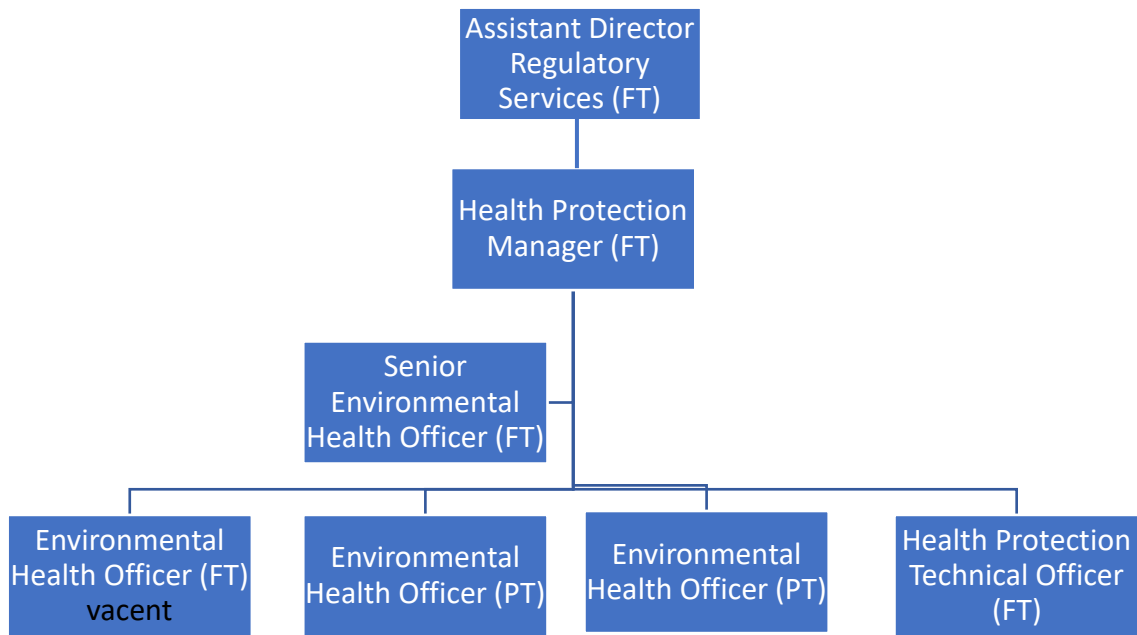 Assistant Director
Regulatory
Services (FT)
Health Protection
Manager (FT)
Senior
Environmental
Health Officer (FT)
Environmental
Health Officer (FT)
vacent
Environmental
Health Officer (PT)
Environmental
Health Officer (PT)
Health Protection
Technical Officer
(FT)